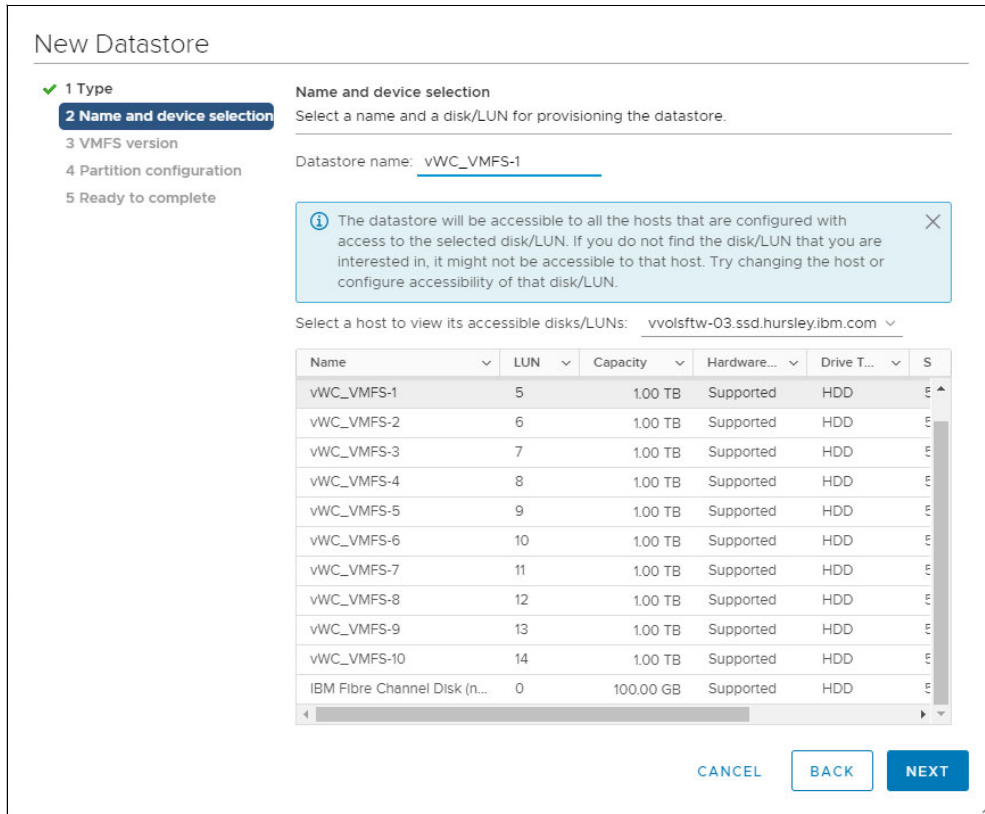 New Datastore
1 Type
2 Name and device selection
3 VMFS version
4 Partition configuration
5 Ready to complete
Name and device selection
Select a name and a disk/LUN for provisioning the datastore.
Datastore name: vWC_VMFS-1
The datastore will be accessible to all the hosts that are configured with
access to the selected disk/LUN. If you do not find the disk/LUN that you are
interested in, it might not be accessible to that host. Try changing the host or
configure accessibility of that disk/LUN.
Select a host to view its accessible disks/LUNs: vvolsftw-03.ssd.hursley.ibm.com
Name LUN Capacity Hardware... Drive T... S
vWC_VMFS-1 5 1.00 TB Supported HDD
vWC_VMFS-2 6 1.00 TB Supported HDD
vWC_VMFS-3 7 1.00 TB Supported HDD
vWC_VMFS-4 8 1.00 TB Supported HDD
vWC_VMFS-5 9 1.00 TB Supported HDD
vWC_VMFS-6 10 1.00 TB Supported HDD
vWC_VMFS-7 11 1.00 TB Supported HDD
vWC_VMFS-8 12 1.00 TB Supported HDD
vWC_VMFS-9 13 1.00 TB Supported HDD
vWC_VMFS-10 14 1.00 TB Supported HDD
IBM Fibre Channel Disk (n... 0 100.00 GB Supported HDD
CANCEL BACK NEXT